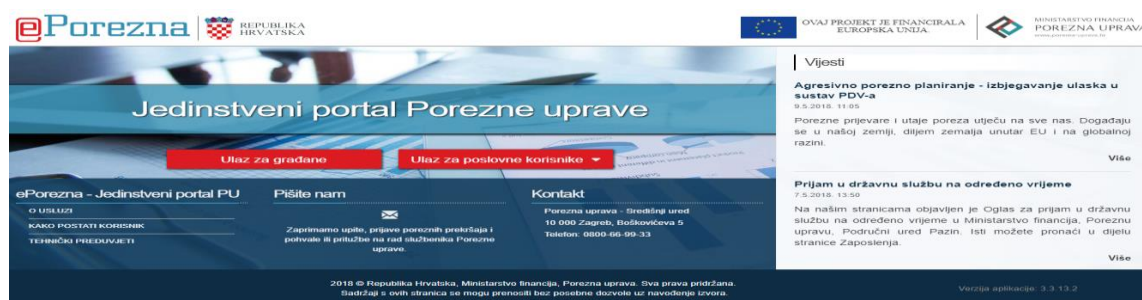 ePorezna
REPUBLIKA
HRVATSKA
OVAJ PROJEKT JE FINANCIRALA
EUROPSKA UNIJA.
MINISTARSTVO FINANCIJA
POREZNA UPRAVA
www.porezna-uprava.hr
Jedinstveni portal Porezne uprave
Ulaz za građane
Ulaz za poslovne korisnike
ePorezna - Jedinstveni portal PU
O USLUZI
KAKO POSTATI KORISNIK
TEHNIČKI PREDUVJETI
Pišite nam
Zaprimamo upite, prijave poreznih prekršaja i
pohvale ili pritužbe na rad službenika Porezne
uprave.
Kontakt
Porezna uprava - Središnji ured
10 000 Zagreb, Boškovićeva 5
Telefon: 0800-66-99-33
Vijesti
Agresivno porezno planiranje - izbjegavanje ulaska u
sustav PDV-a
9.5.2018. 11:05
Porezne prijevare i utaje poreza utječu na sve nas. Događaju
se u našoj zemlji, diljem zemalja unutar EU i na globalnoj
razini.
Više
Prijam u državnu službu na određeno vrijeme
7.5.2018. 13:50
Na našim stranicama objavljen je Oglas za prijam u državnu
službu na određeno vrijeme u Ministarstvo financija, Poreznu
upravu, Područni ured Pazin. Isti možete pronaći u dijelu
stranice Zaposlenja.
Više
2018 © Republika Hrvatska, Ministarstvo financija, Porezna uprava. Sva prava pridržana.
Sadržaji s ovih stranica se mogu prenositi bez posebne dozvole uz navođenje izvora.
Verzija aplikacije: 3.3.13.2